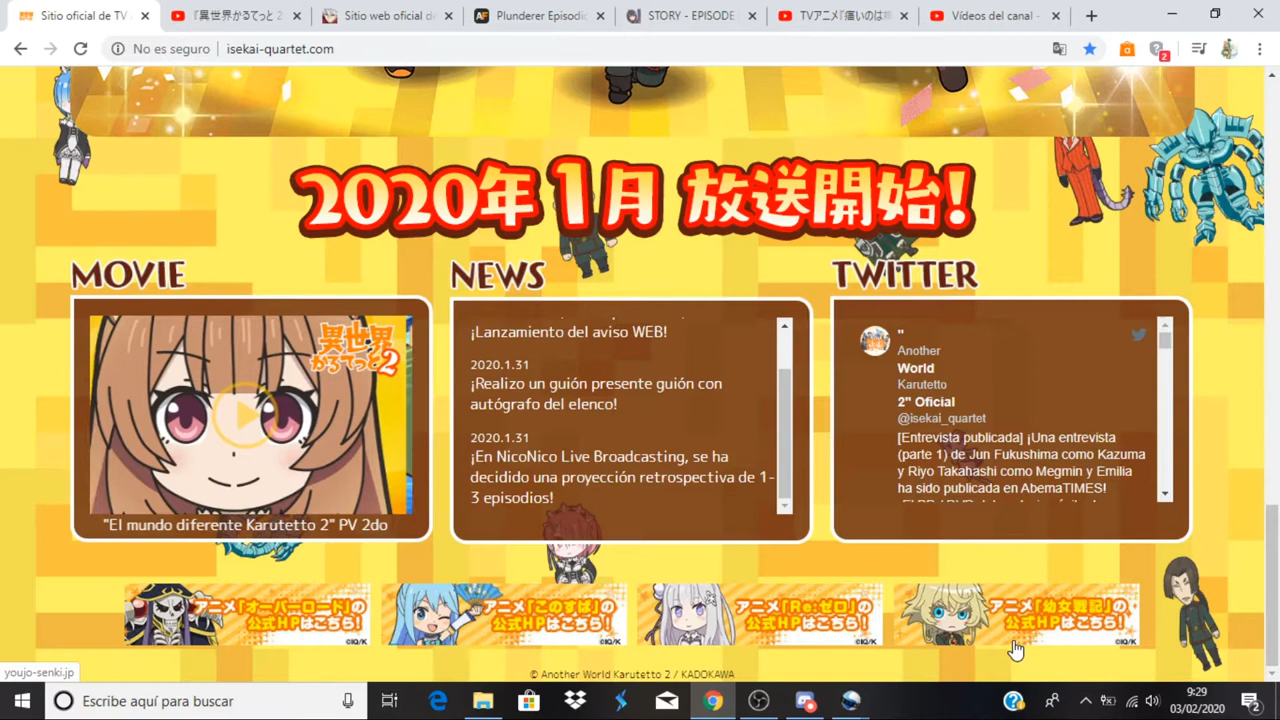 Sitio oficial de TV
『異世界かるてっと 2
Sitio web oficial de
Plunderer Episodio
STORY - EPISODE
TVアニメ『痛いのは
Vídeos del canal -
No es seguro
isekai-quartet.com
2
2020年1月 放送開始!
MOVIE
NEWS
TWITTER
異世界
かるてっと2
"El mundo diferente Karutetto 2" PV 2do
¡Lanzamiento del aviso WEB!
2020.1.31
¡Realizo un guión presente guión con
autógrafo del elenco!
2020.1.31
¡En NicoNico Live Broadcasting, se ha
decidido una proyección retrospectiva de 1-
3 episodios!
"
Another
World
Karutetto
2" Oficial
@isekai_quartet
[Entrevista publicada] ¡Una entrevista
(parte 1) de Jun Fukushima como Kazuma
y Riyo Takahashi como Megmin y Emilia
ha sido publicada en AbemaTIMES!
アニメ「オーバーロード」の
公式HPはこちら!
©IQ/K
アニメ「このすば」の
公式HPはこちら!
©IQ/K
アニメ「Re:ゼロ」の
公式HPはこちら!
©IQ/K
アニメ「幼女戦記」の
公式HPはこちら!
©IQ/K
youjo-senki.jp
© Another World Karutetto 2 / KADOKAWA
Escribe aquí para buscar
9:29
03/02/2020
2